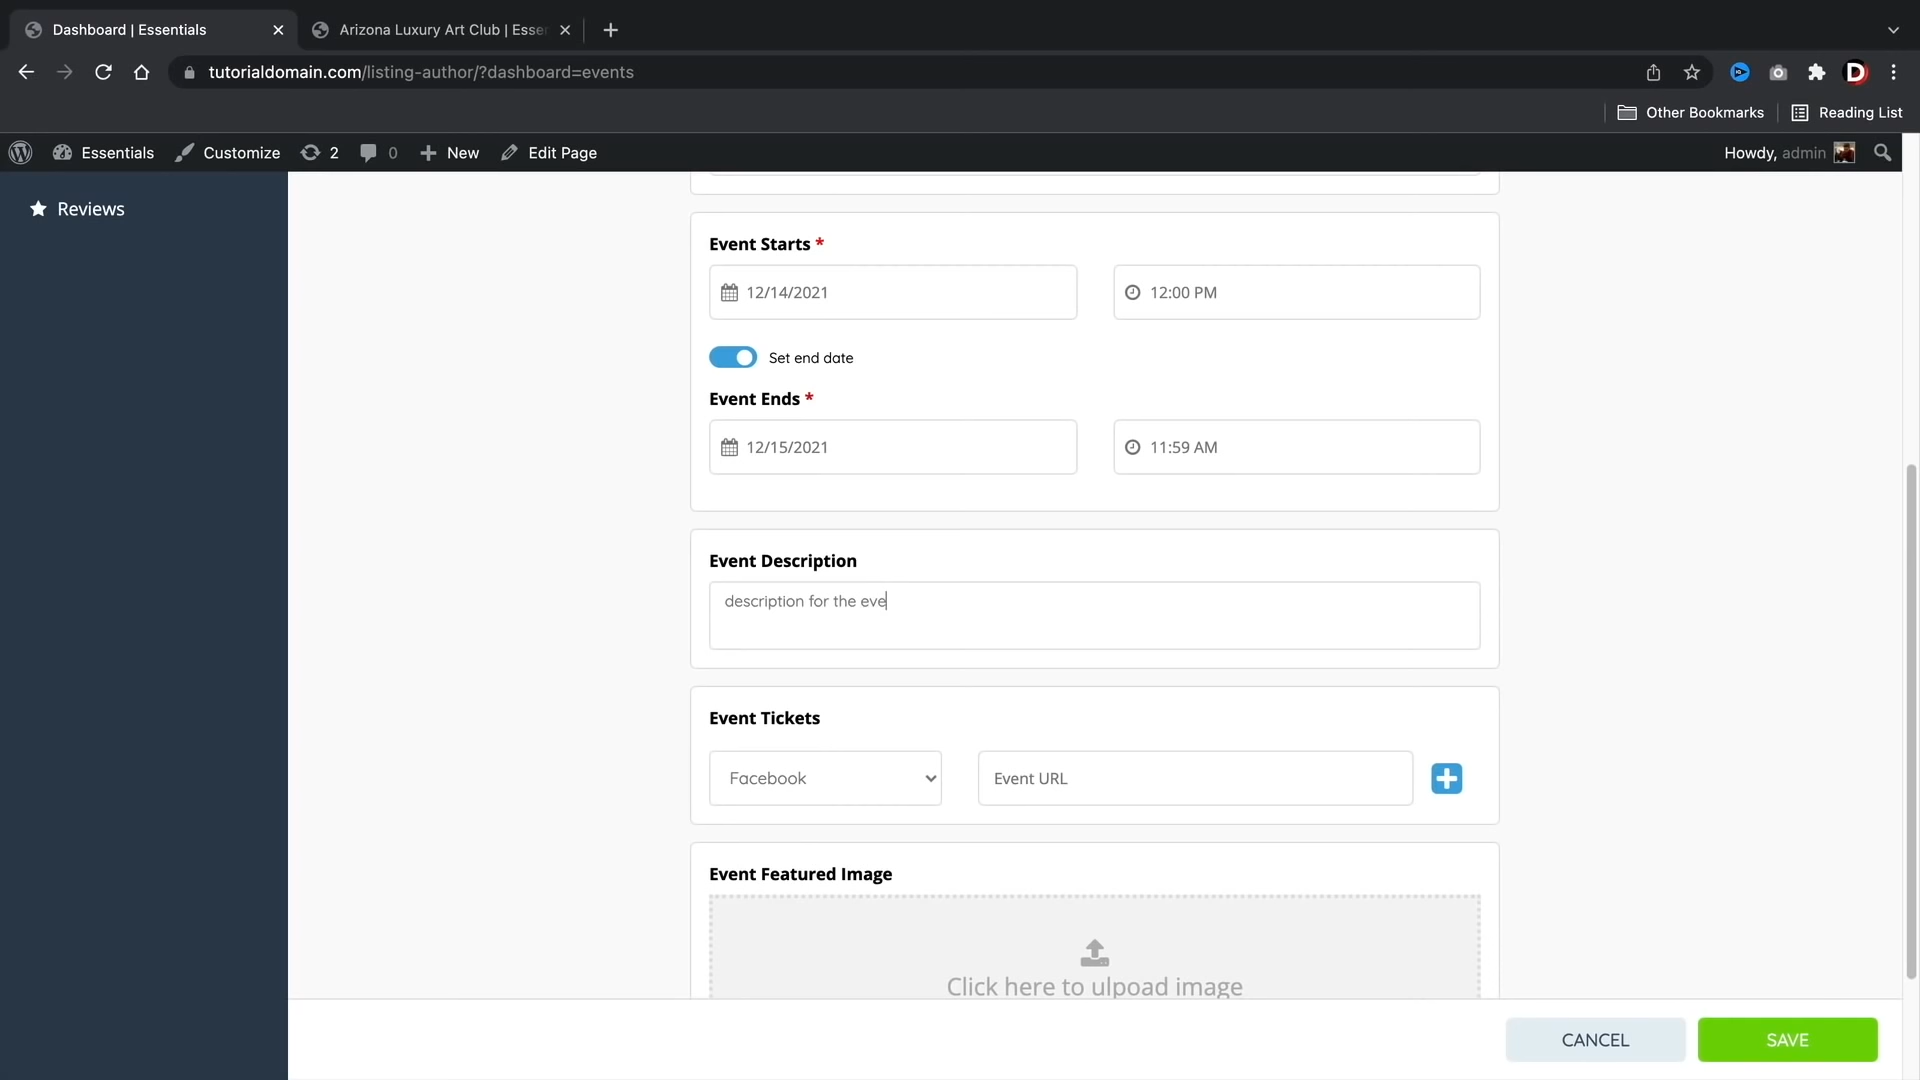 Dashboard | Essentials
Arizona Luxury Art Club | Esse
tutorialdomain.com/listing-author/?dashboard=events
Other Bookmarks
Reading List
Essentials
Customize
2
0
New
Edit Page
Howdy, admin
Reviews
Event Starts *
12/14/2021
12:00 PM
Set end date
Event Ends *
12/15/2021
11:59 AM
Event Description
description for the eve
Event Tickets
Facebook
Event URL
Event Featured Image
Click here to ulpoad image
CANCEL
SAVE